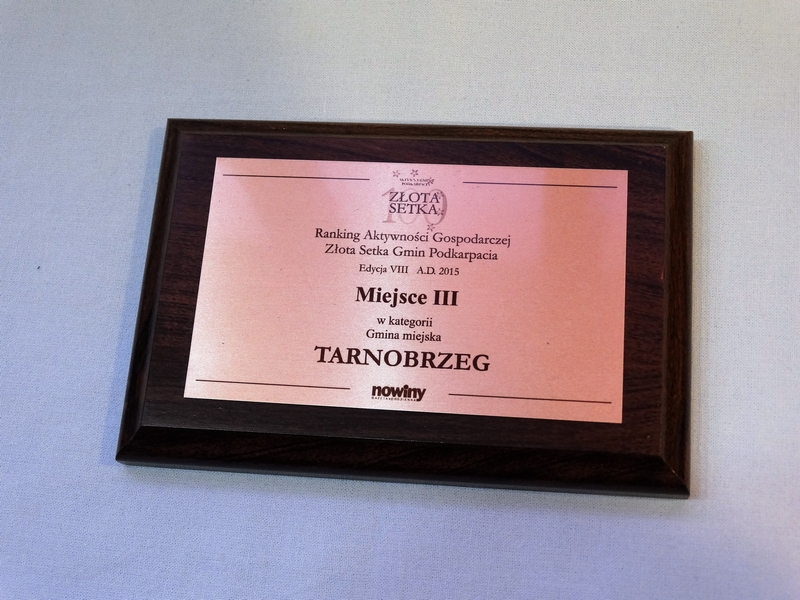 100
ZŁOTA
SETKA
Ranking Aktywności Gospodarczej
Złota Setka Gmin Podkarpacia
Edycja VIII A.D. 2015
Miejsce III
w kategorii
Gmina miejska
TARNOBRZEG
nowiny